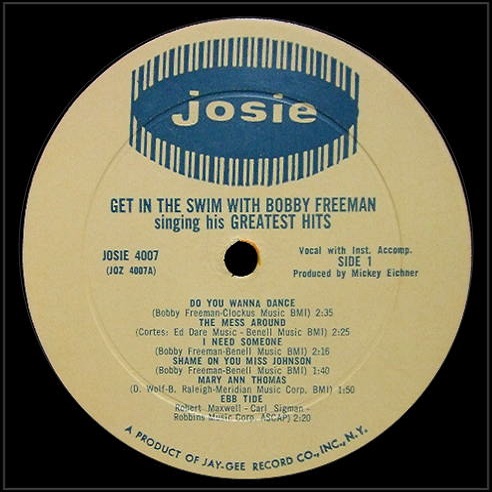 Josie
GET IN THE SWIM WITH BOBBY FREEMAN
singing his GREATEST HITS
JOSIE 4007
(JOZ 4007A)
Vocal with Inst. Accomp.
SIDE 1
Produced by Mickey Eichner
DO YOU WANNA DANCE
(Bobby Freeman-Clockus Music BMI) 2:35
THE MESS AROUND
(Cortes: Ed Dare Music - Benell Music BMI) 2:25
I NEED SOMEONE
(Bobby Freeman-Benell Music BMI) 2:16
SHAME ON YOU MISS JOHNSON
(Bobby Freeman-Benell Music BMI) 1:40
MARY ANN THOMAS
(D. Wolf-B. Raleigh-Meridian Music Corp. BMI) 1:50
EBB TIDE
Robert Maxwell - Carl Sigman -
Robbins Music Corp. ASCAP) 2:20
A PRODUCT OF JAY-GEE RECORD CO., INC., N.Y.